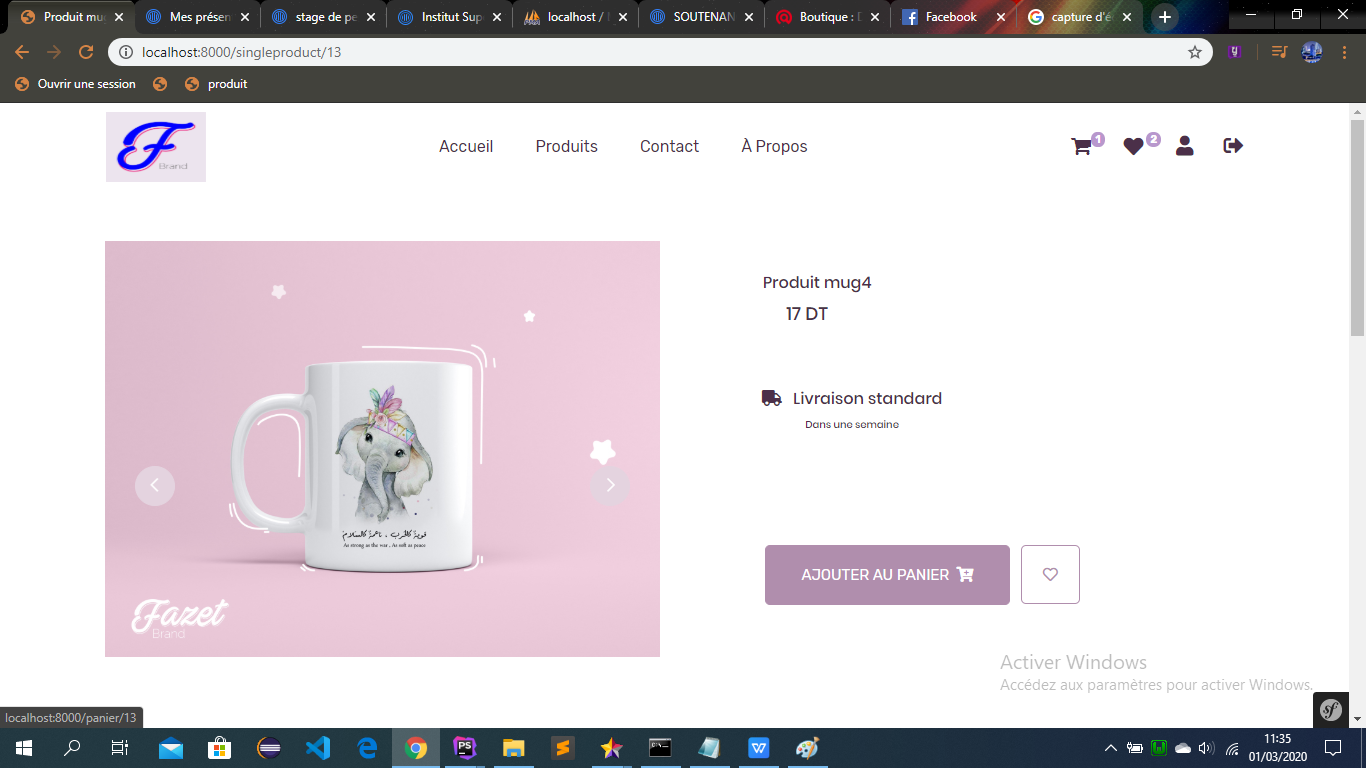 Produit mug
Mes présen
stage de pe
Institut Sup
localhost /
SOUTENAN
Boutique : D
Facebook
capture d'é
localhost:8000/singleproduct/13
Ouvrir une session
produit
F
Brand
Accueil
Produits
Contact
À Propos
1
2
Produit mug4
17 DT
Livraison standard
Dans une semaine
قوية كالحرب ، ناعمة كالسلام
As strong as the war . As soft as peace
Fazet
Brand
AJOUTER AU PANIER
Activer Windows
Accédez aux paramètres pour activer Windows.
localhost:8000/panier/13
sf
PS
11:35
01/03/2020